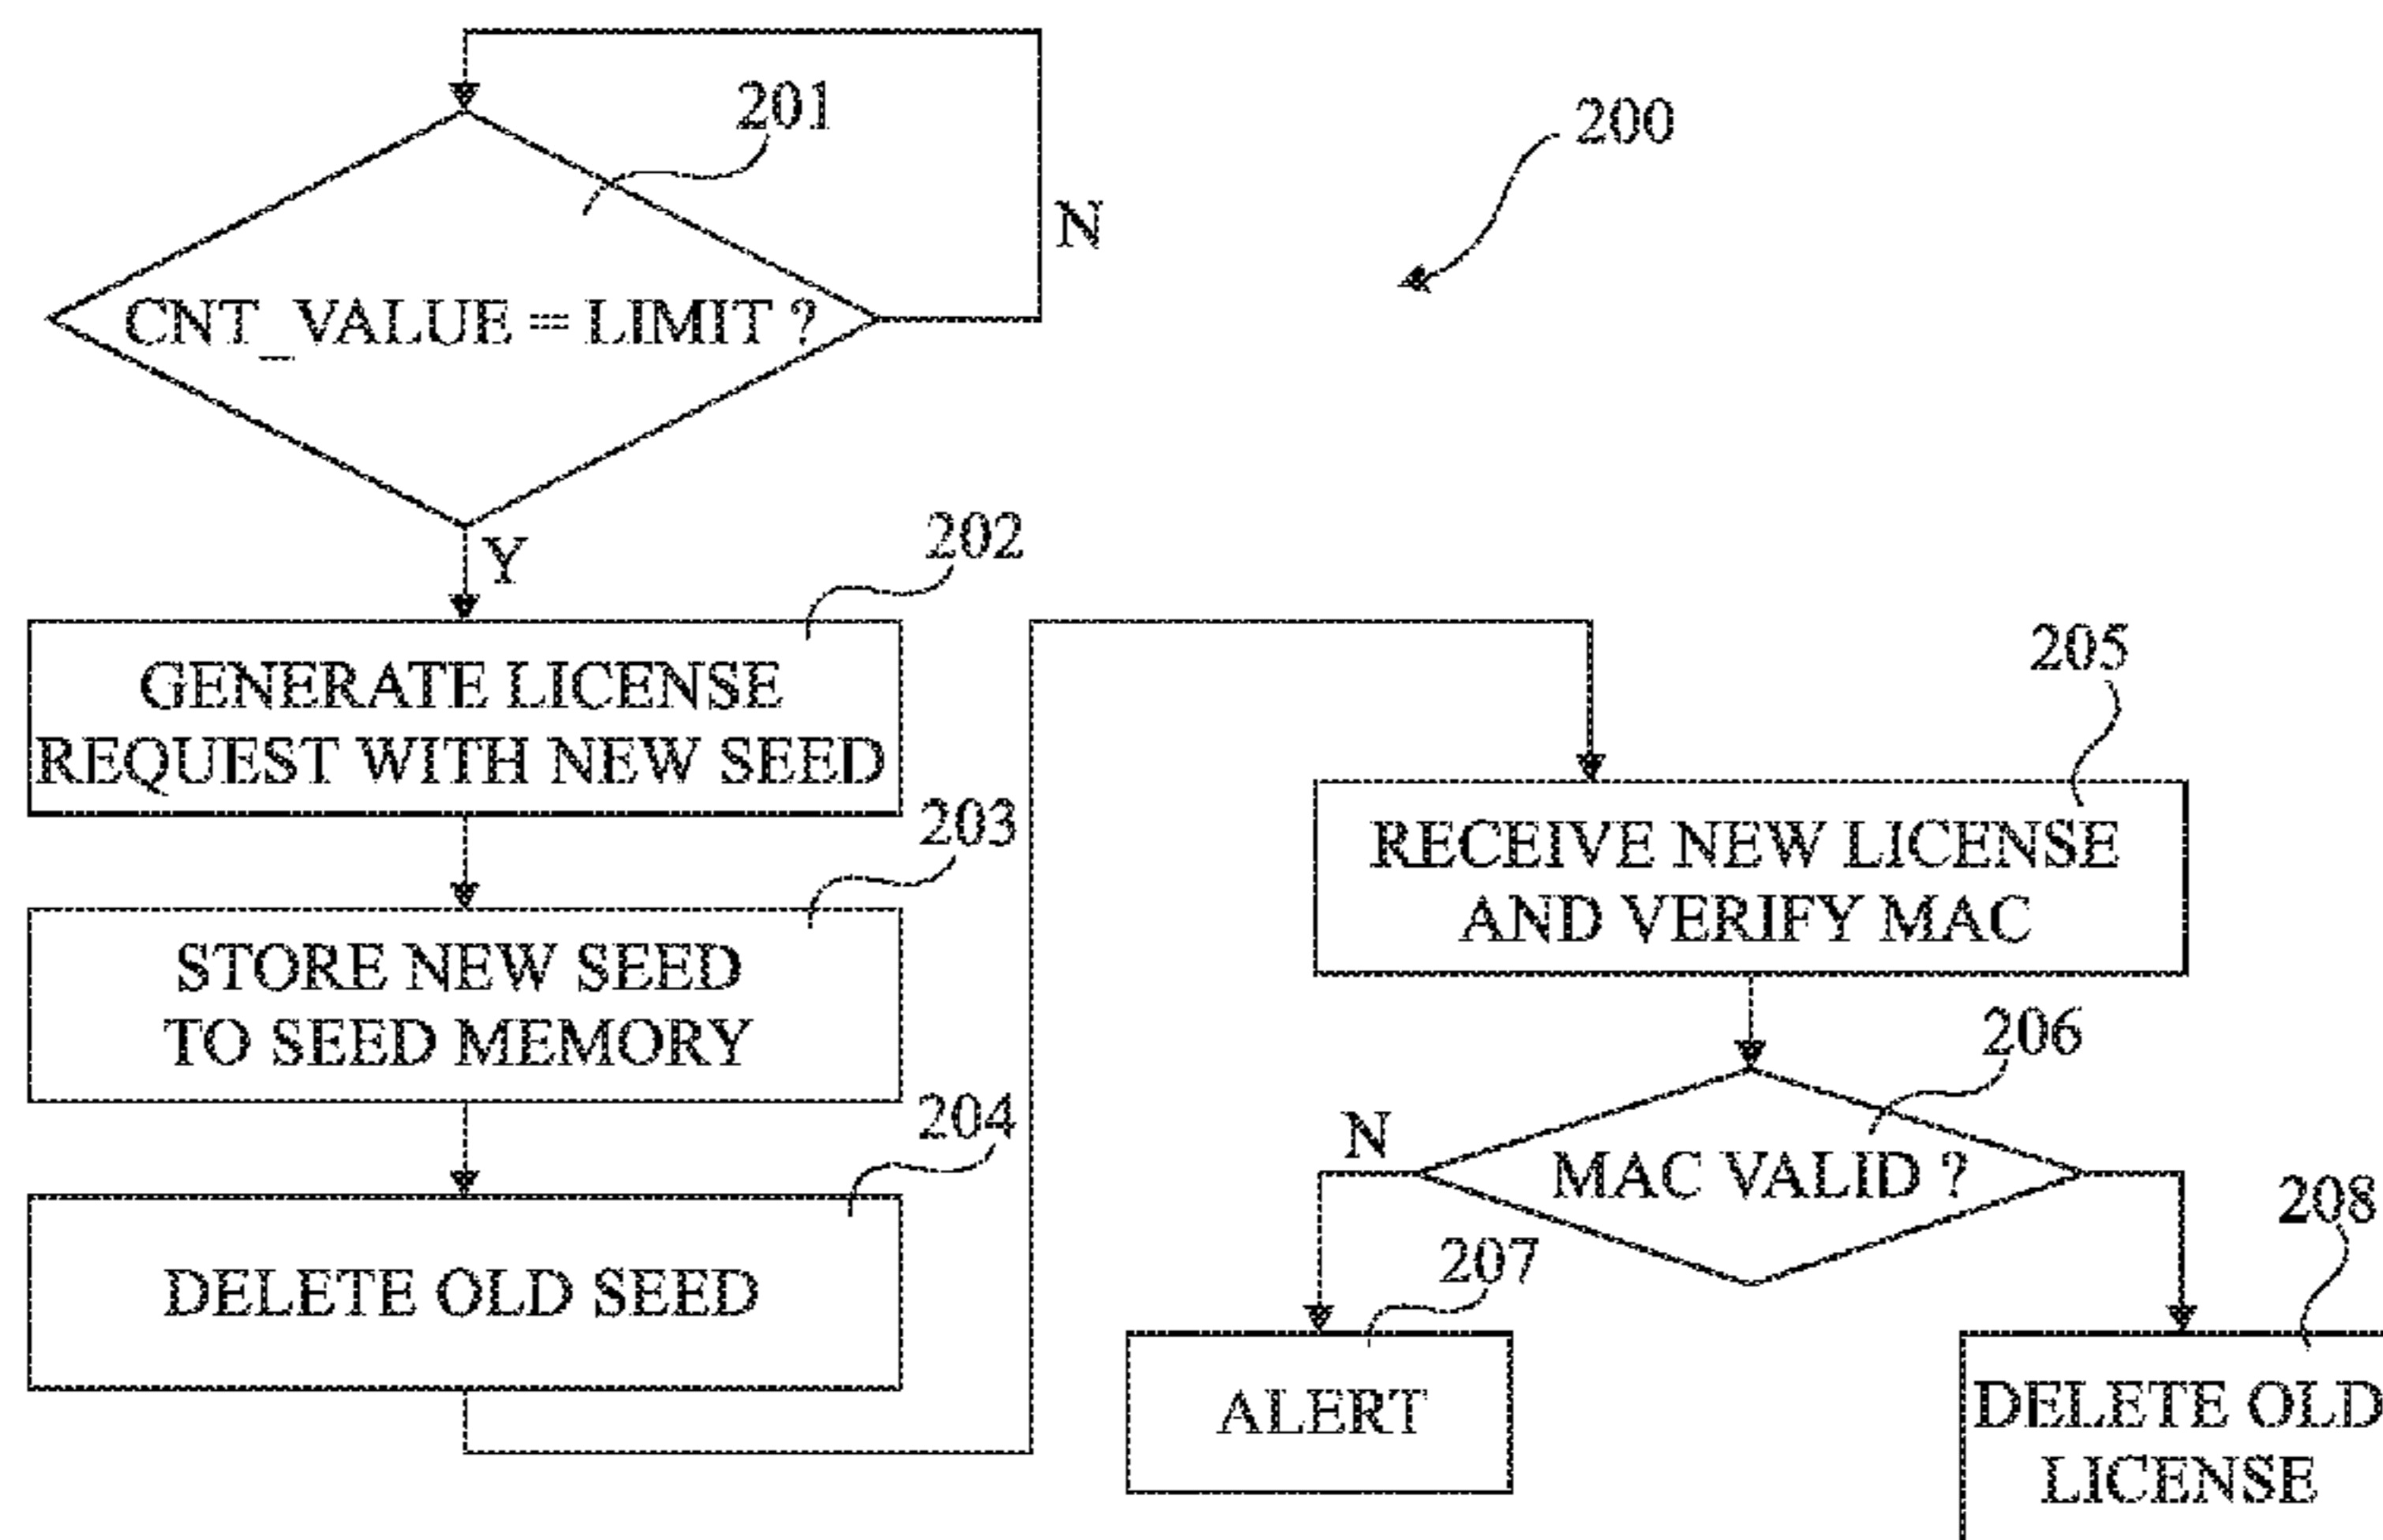 201
200
N
CNT_VALUE == LIMIT ?
Y
202
GENERATE LICENSE
REQUEST WITH NEW SEED
203
STORE NEW SEED
TO SEED MEMORY
204
DELETE OLD SEED
205
RECEIVE NEW LICENSE
AND VERIFY MAC
206
N
MAC VALID ?
207
ALERT
208
DELETE OLD
LICENSE